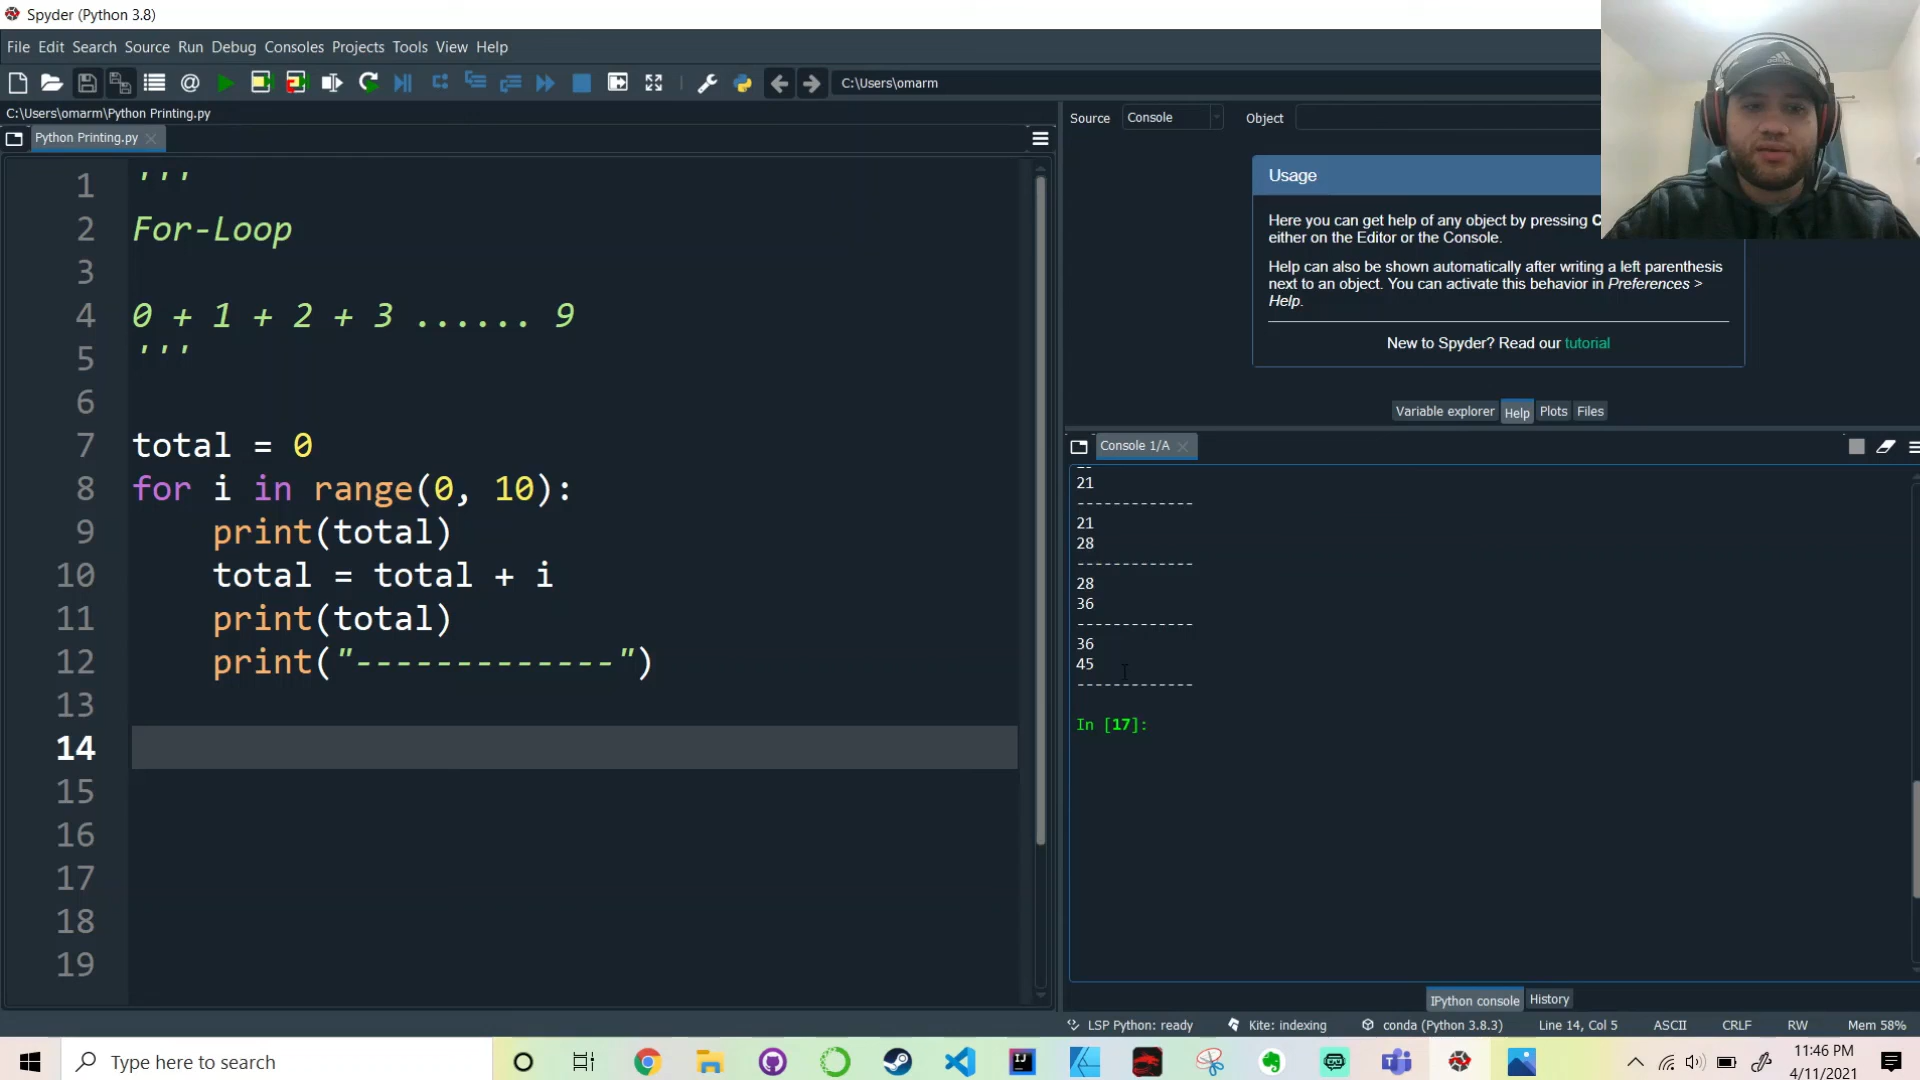 Spyder (Python 3.8)
File Edit Search Source Run Debug Consoles Projects Tools View Help
C:\Users\omarm
C:\Users\omarm\Python Printing.py
Python Printing.py
1 '''
2 For-Loop
3
4 0 + 1 + 2 + 3 ...... 9
5 '''
6
7 total = 0
8 for i in range(0, 10):
9 print(total)
10 total = total + i
11 print(total)
12 print("-------------")
13
14
15
16
17
18
19
Source Console Object
Usage
Here you can get help of any object by pressing C
either on the Editor or the Console.
Help can also be shown automatically after writing a left parenthesis
next to an object. You can activate this behavior in Preferences >
Help.
New to Spyder? Read our tutorial
Variable explorer Help Plots Files
Console 1/A
21
-------------
21
28
-------------
28
36
-------------
36
45
-------------
In [17]:
IPython console History
LSP Python: ready Kite: indexing conda (Python 3.8.3) Line 14, Col 5 ASCII CRLF RW Mem 58%
Type here to search
11:46 PM
4/11/2021